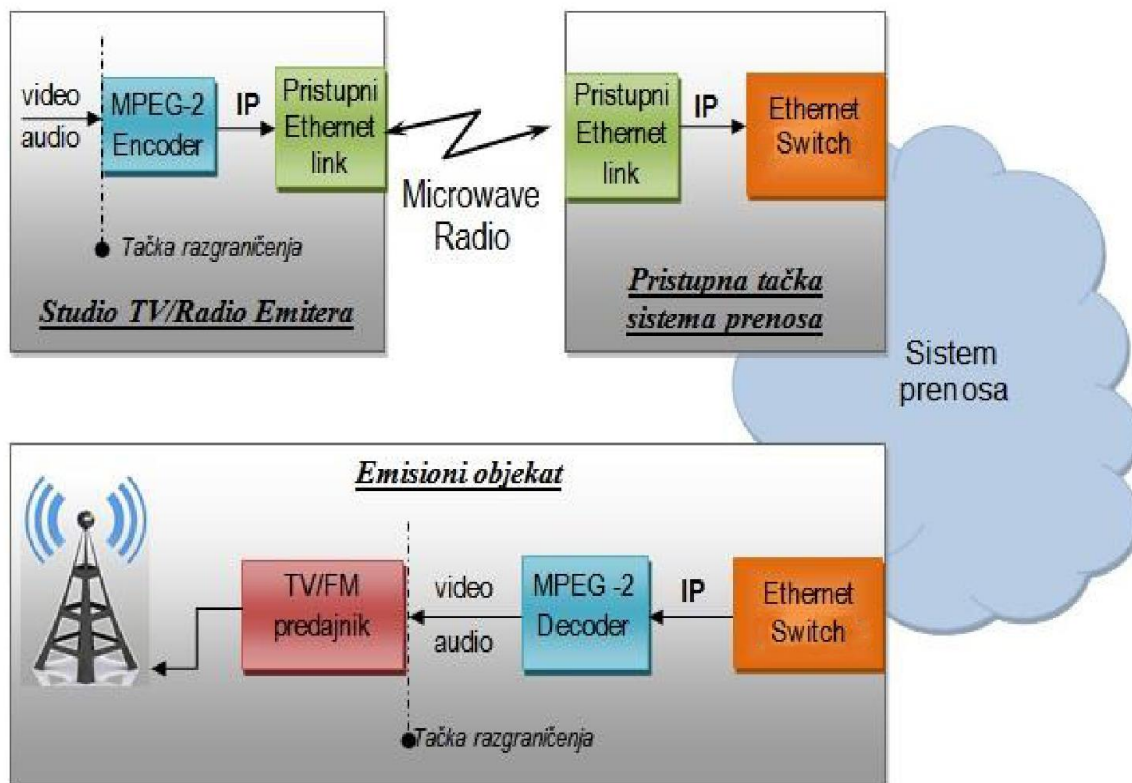 video
audio
MPEG-2
Encoder
IP
Pristupni
Ethernet
link
Tačka razgraničenja
Studio TV/Radio Emitera
Microwave
Radio
Pristupni
Ethernet
link
IP
Ethernet
Switch
Pristupna tačka
sistema prenosa
Sistem
prenosa
Emisioni objekat
TV/FM
predajnik
video
audio
MPEG -2
Decoder
IP
Ethernet
Switch
Tačka razgraničenja